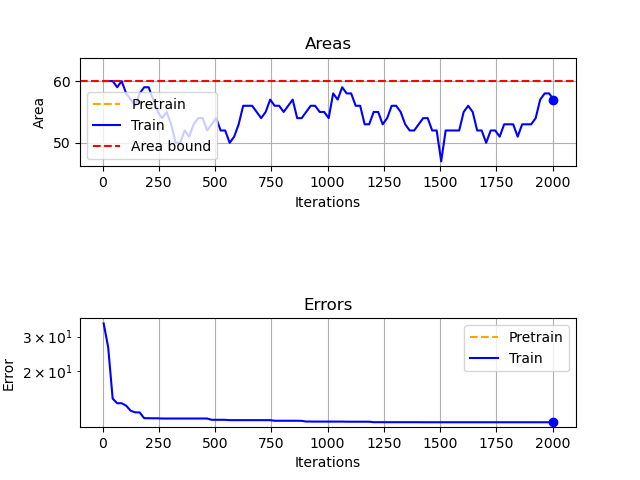 Areas
60
50
Area
Pretrain
Train
Area bound
0 250 500 750 1000 1250 1500 1750 2000
Iterations
Errors
3 × 10¹
2 × 10¹
Error
Pretrain
Train
0 250 500 750 1000 1250 1500 1750 2000
Iterations